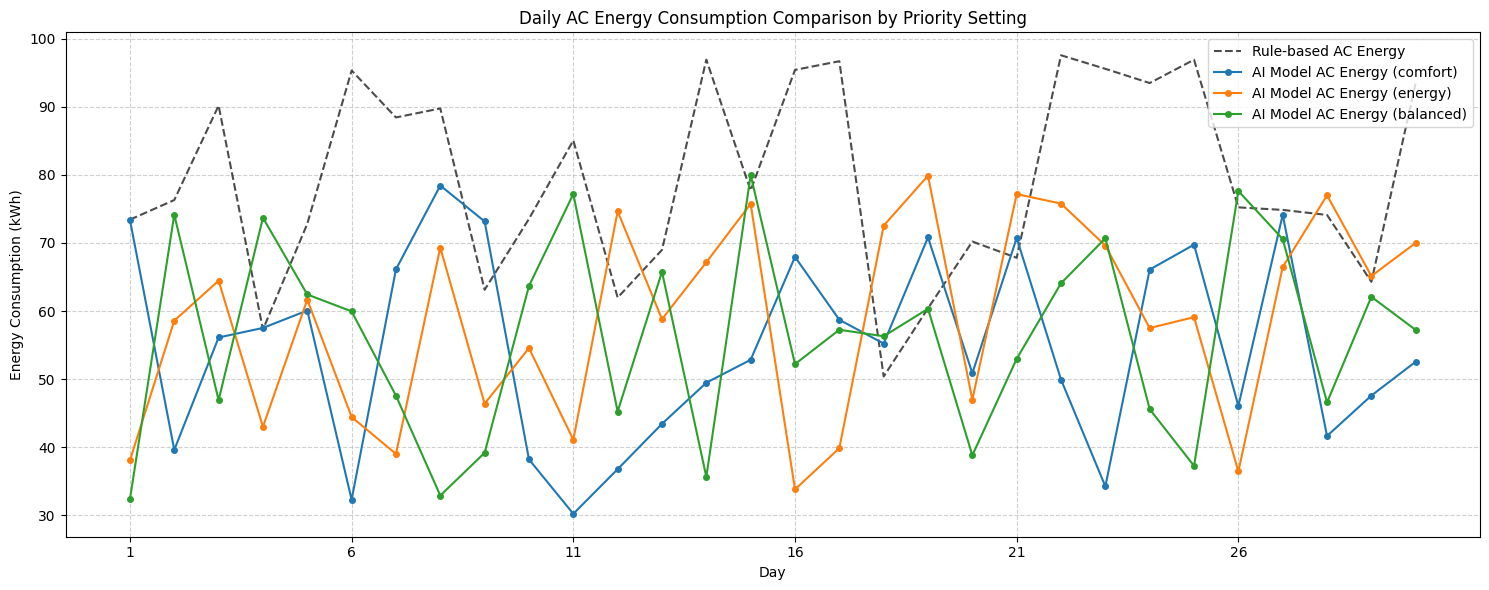 Daily AC Energy Consumption Comparison by Priority Setting
Energy Consumption (kWh)
100
90
80
70
60
50
40
30
Rule-based AC Energy
AI Model AC Energy (comfort)
AI Model AC Energy (energy)
AI Model AC Energy (balanced)
1 6 11 16 21 26
Day